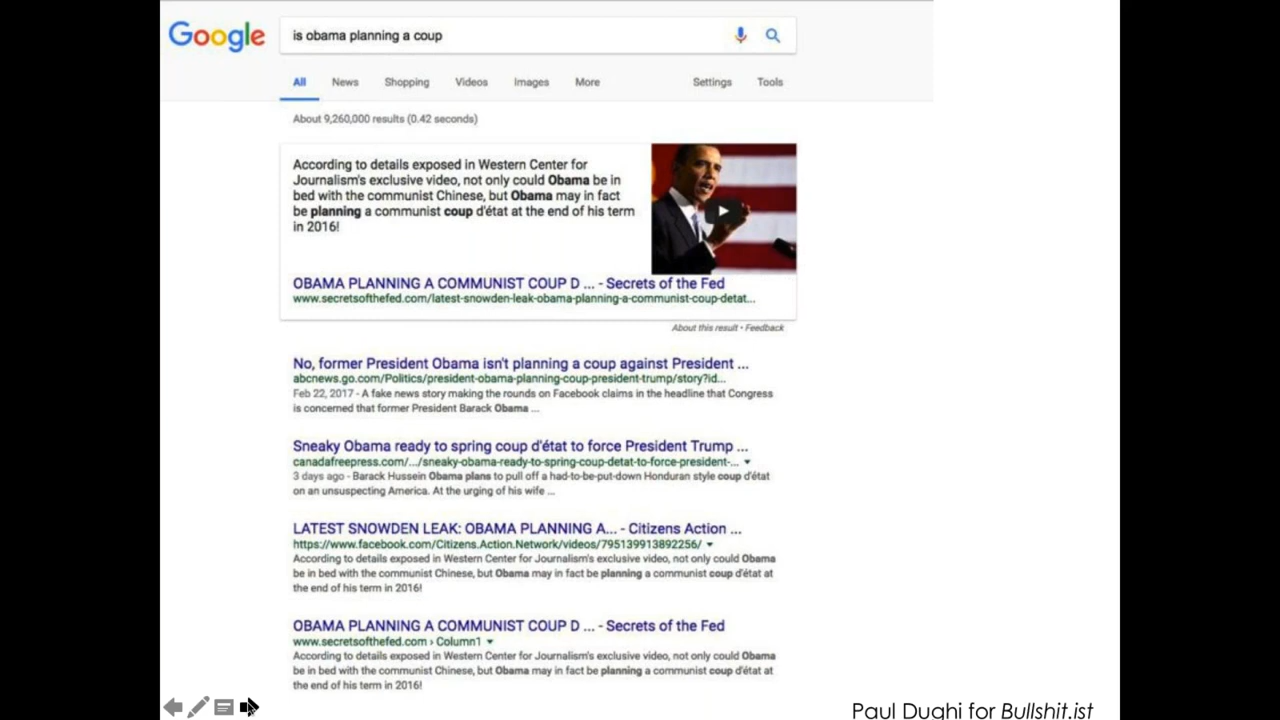 Google
is obama planning a coup
All News Shopping Videos Images More Settings Tools
About 9,260,000 results (0.42 seconds)
According to details exposed in Western Center for
Journalism's exclusive video, not only could Obama be in
bed with the communist Chinese, but Obama may in fact
be planning a communist coup d'état at the end of his term
in 2016!
OBAMA PLANNING A COMMUNIST COUP D ... - Secrets of the Fed
www.secretsofthefed.com/latest-snowden-leak-obama-planning-a-communist-coup-detat...
About this result • Feedback
No, former President Obama isn't planning a coup against President ...
abcnews.go.com/Politics/president-obama-planning-coup-president-trump/story?id...
Feb 22, 2017 - A fake news story making the rounds on Facebook claims in the headline that Congress
is concerned that former President Barack Obama ...
Sneaky Obama ready to spring coup d'état to force President Trump ...
canadafreepress.com/.../sneaky-obama-ready-to-spring-coup-detat-to-force-president-...
3 days ago - Barack Hussein Obama plans to pull off a had-to-be-put-down Honduran style coup d'état
on an unsuspecting America. At the urging of his wife ...
LATEST SNOWDEN LEAK: OBAMA PLANNING A... - Citizens Action ...
https://www.facebook.com/Citizens.Action.Network/videos/795139913892256/
According to details exposed in Western Center for Journalism's exclusive video, not only could Obama
be in bed with the communist Chinese, but Obama may in fact be planning a communist coup d'état at
the end of his term in 2016!
OBAMA PLANNING A COMMUNIST COUP D ... - Secrets of the Fed
www.secretsofthefed.com › Column1
According to details exposed in Western Center for Journalism's exclusive video, not only could Obama
be in bed with the communist Chinese, but Obama may in fact be planning a communist coup d'état at
the end of his term in 2016!
Paul Dughi for Bullshit.ist